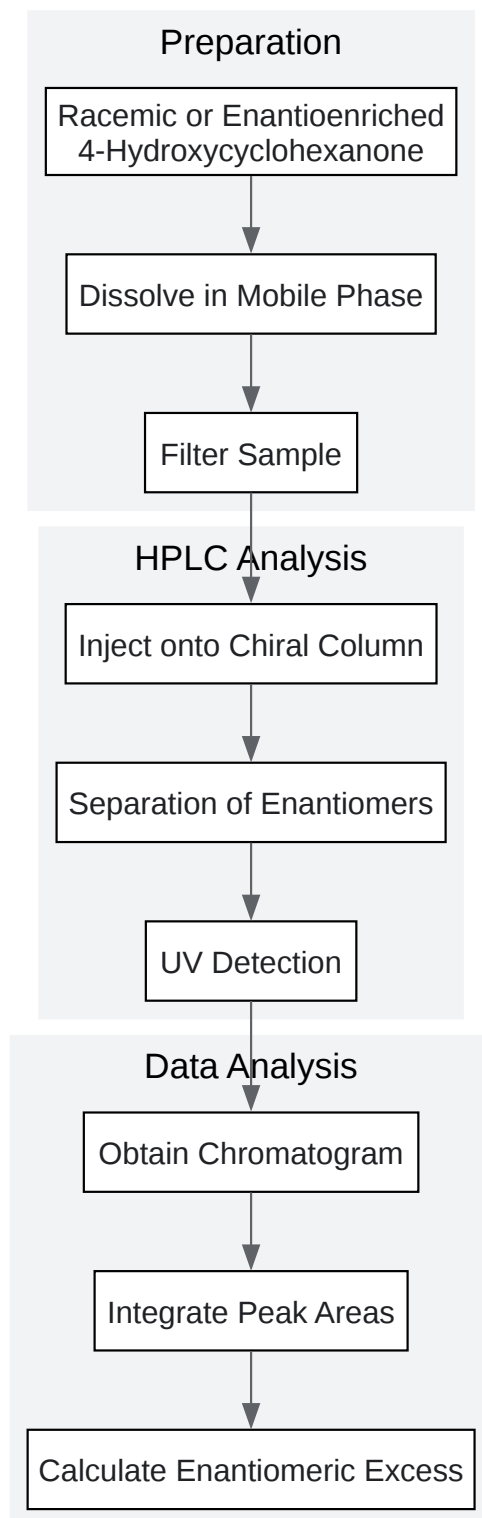 Preparation
Racemic or Enantioenriched
4-Hydroxycyclohexanone
Dissolve in Mobile Phase
Filter Sample
HPLC Analysis
Inject onto Chiral Column
Separation of Enantiomers
UV Detection
Data Analysis
Obtain Chromatogram
Integrate Peak Areas
Calculate Enantiomeric Excess